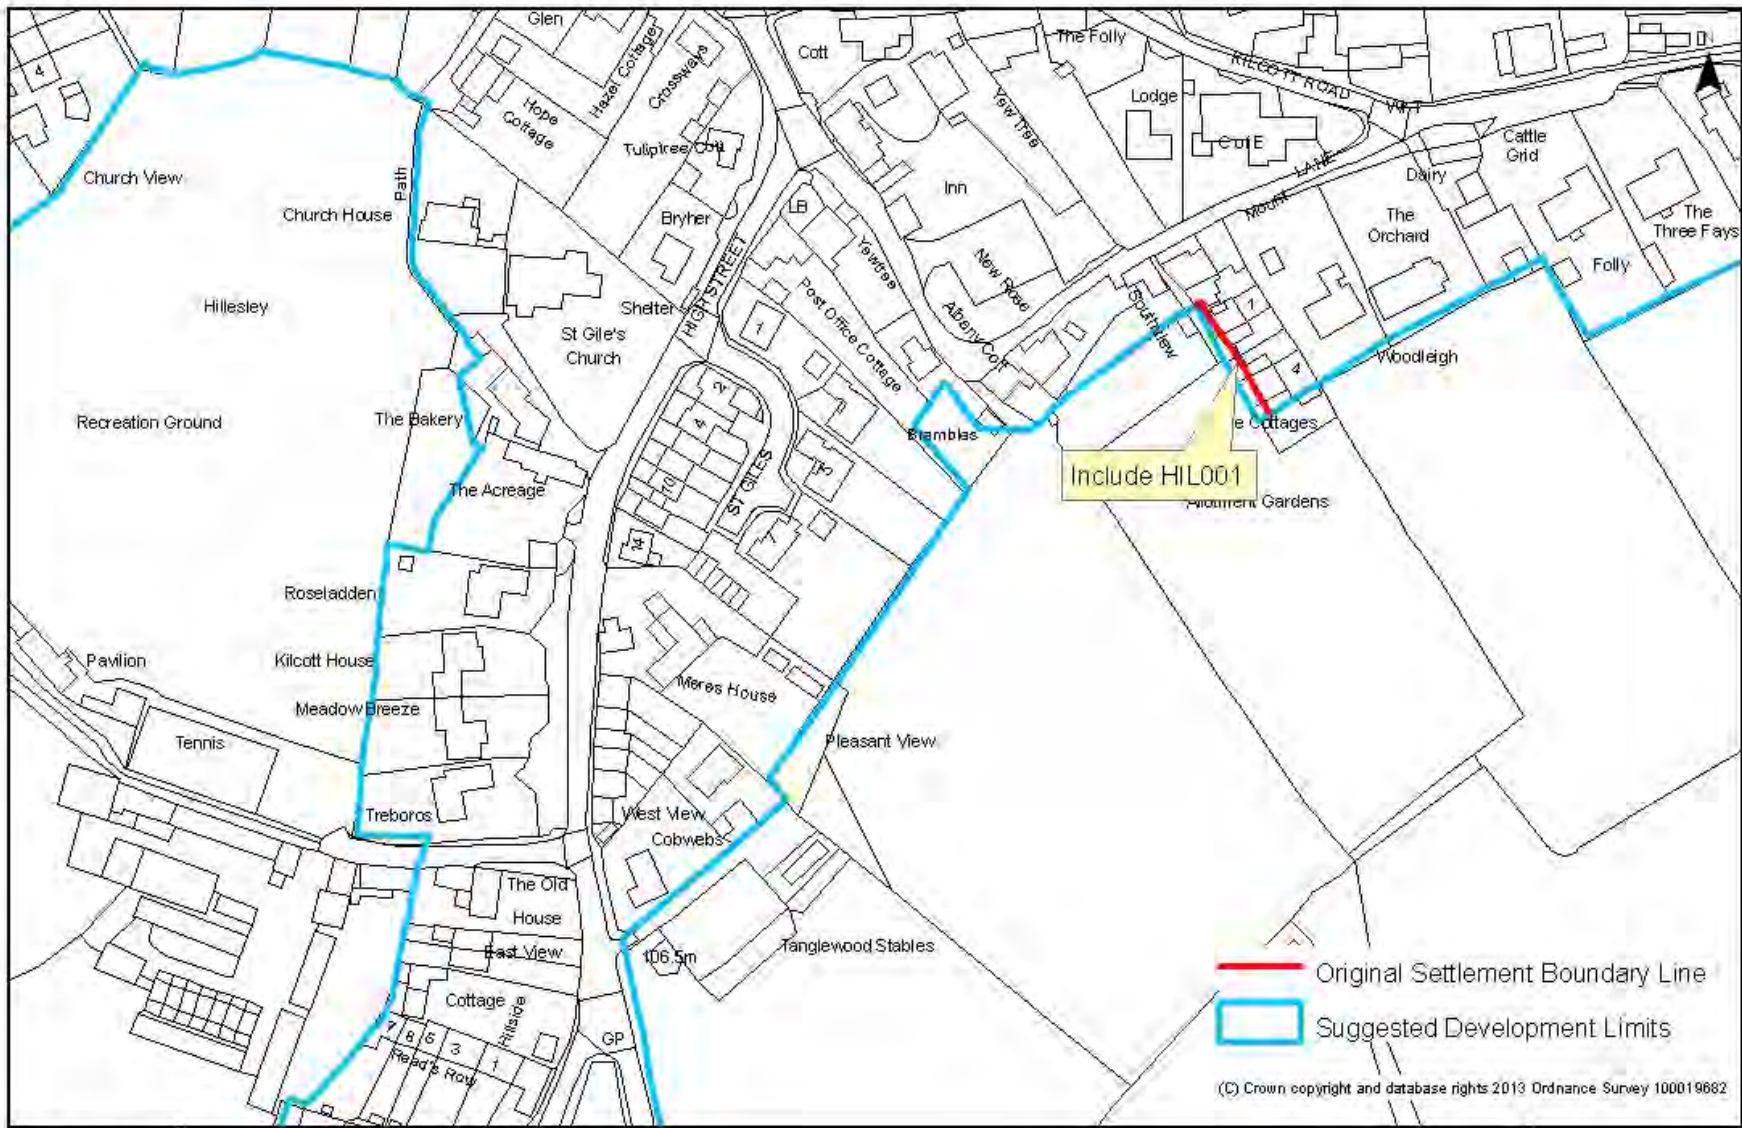 Glen
Cott
The Folly
N
4
Hazel Cottage
Crossways
KILCOTT ROAD
Hope
Cottage
Yew Tree
Lodge
C of E
Cattle
Grid
Tuliptree Cott
Church View
Path
Church House
Bryher
LB
Inn
Mount LANE
Dairy
The
Orchard
The
Three Fays
Folly
Hillesley
Shelter
HIGH STREET
Yewtree
New Rose
St Gile's
Church
1
Post Office Cottage
Albany Cott
Southview
1
4
Woodleigh
Recreation Ground
The Bakery
2
4
10
ST GILES
Brambles
e Cottages
Include HIL001
Allotment Gardens
The Acreage
7
14
Roseladden
Kilcott House
Pavilion
Meres House
Meadow Breeze
Tennis
Pleasant View
Treboros
West View
Cobwebs
The Old
House
East View
106.5m
Tanglewood Stables
Cottage
Hillside
GP
7
8
6
3
1
Read's Row
Original Settlement Boundary Line
Suggested Development Limits
(C) Crown copyright and database rights 2013 Ordnance Survey 100019682